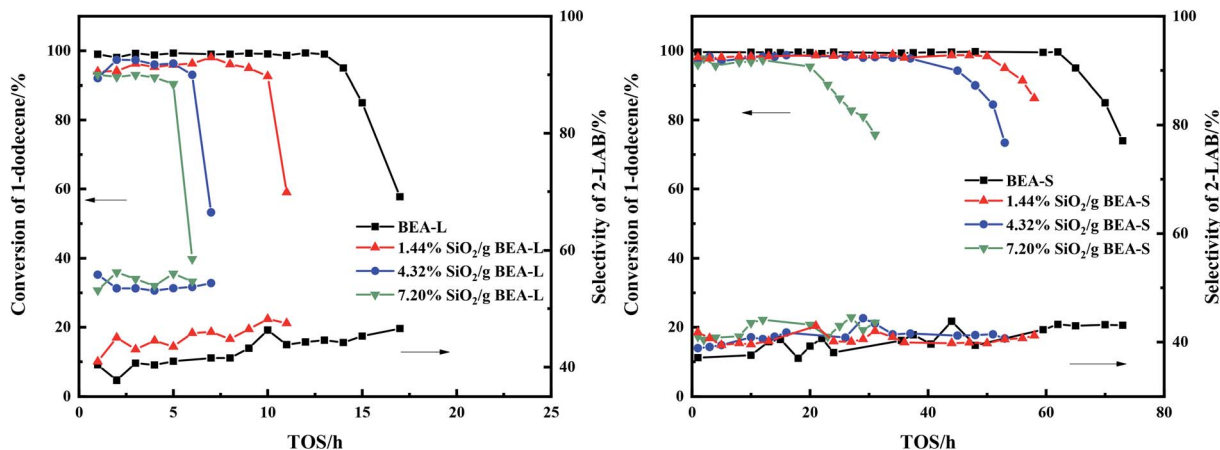 Conversion of 1-dodecene/%
100
80
60
40
20
0
0
5
10
15
20
25
TOS/h
100
90
80
60
40
Selectivity of 2-LAB/%
BEA-L
1.44% SiO₂/g BEA-L
4.32% SiO₂/g BEA-L
7.20% SiO₂/g BEA-L
Conversion of 1-dodecene/%
100
80
60
40
20
0
0
20
40
60
80
TOS/h
100
90
80
60
40
Selectivity of 2-LAB/%
BEA-S
1.44% SiO₂/g BEA-S
4.32% SiO₂/g BEA-S
7.20% SiO₂/g BEA-S